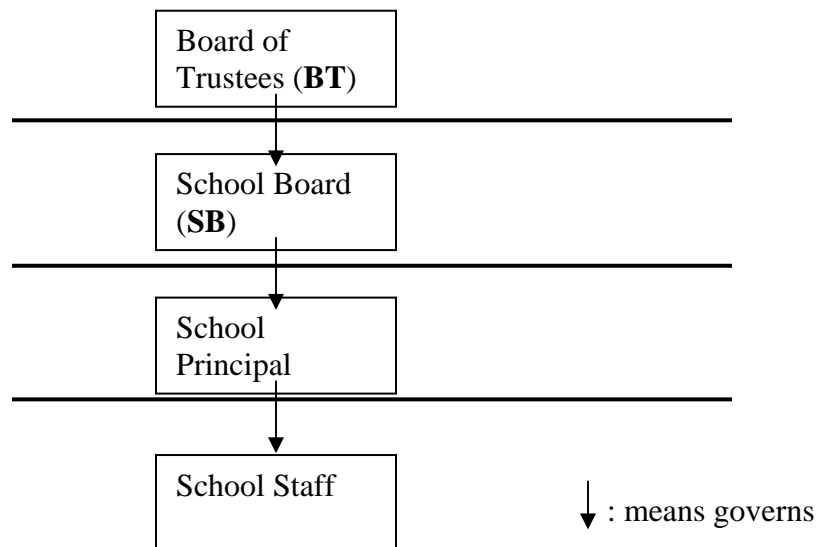 Board of
Trustees (BT)
School Board
(SB)
School
Principal
School Staff
: means governs